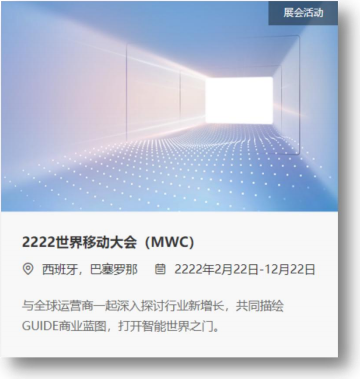 展会活动
2222世界移动大会（MWC）
西班牙，巴塞罗那 2222年2月22日-12月22日
与全球运营商一起深入探讨行业新增长，共同描绘
GUIDE商业蓝图，打开智能世界之门。